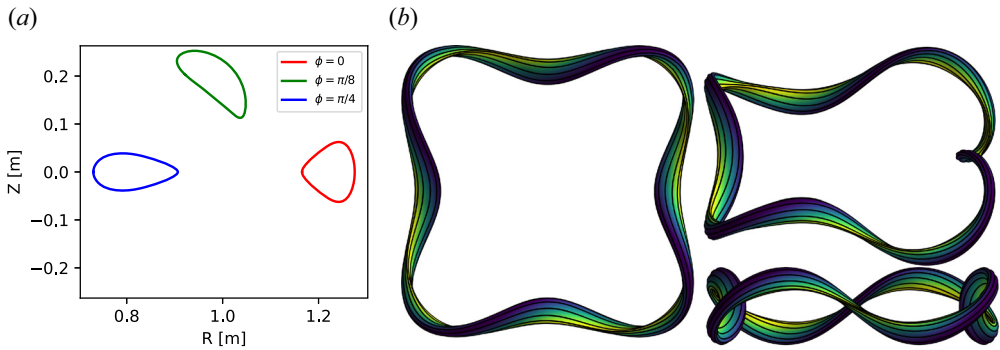 (a)
(b)
ϕ = 0
ϕ = π/8
ϕ = π/4
0.2
0.1
0.0
−0.1
−0.2
Z [m]
0.8 1.0 1.2
R [m]